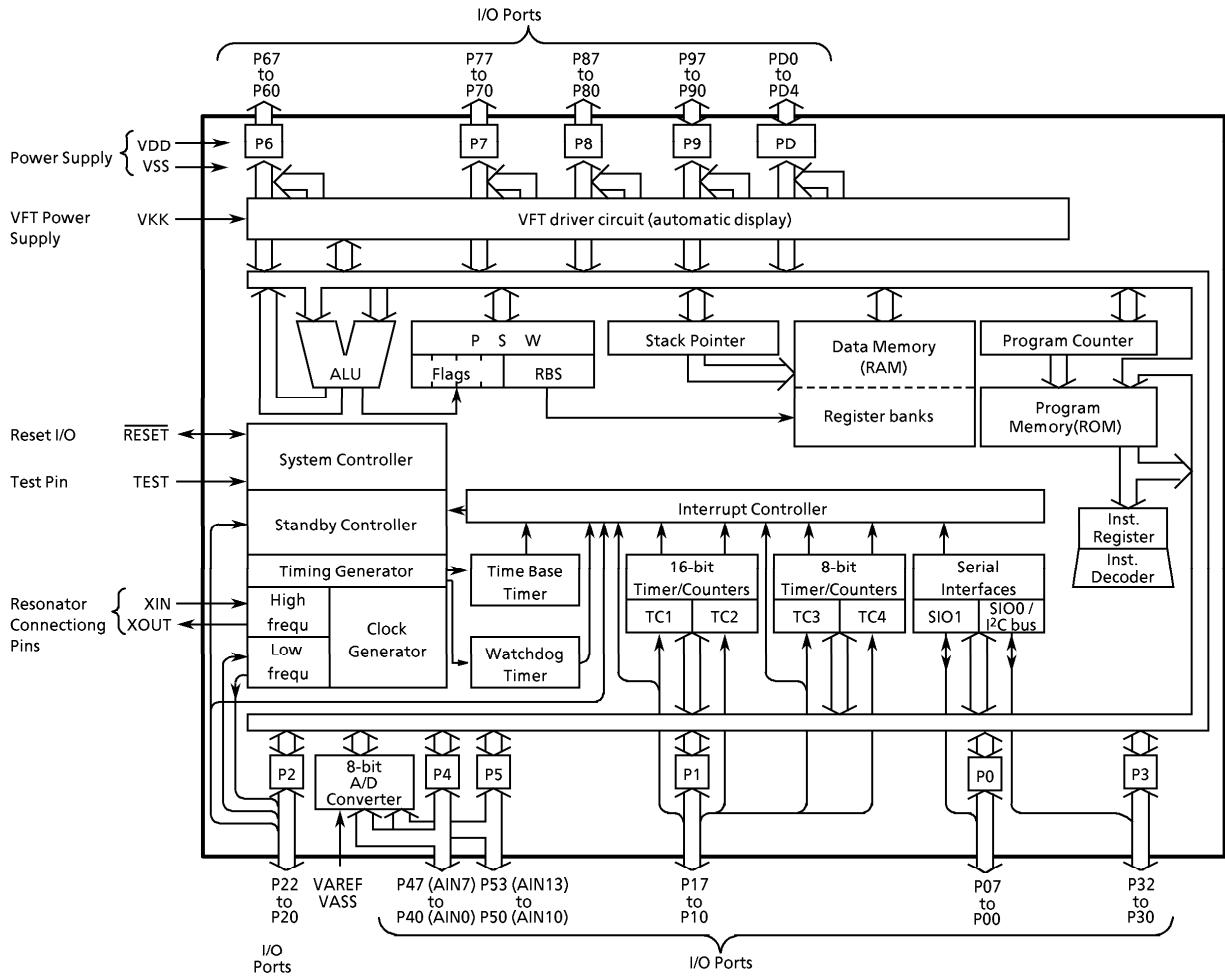 I/O Ports
P67 to P60
P77 to P70
P87 to P80
P97 to P90
PD0 to PD4
Power Supply
VDD
VSS
P6
P7
P8
P9
PD
VFT Power Supply
VKK
VFT driver circuit (automatic display)
ALU
P S W
Flags
RBS
Stack Pointer
Data Memory (RAM)
Register banks
Program Counter
Program Memory(ROM)
Reset I/O
RESET
Test Pin
TEST
System Controller
Standby Controller
Timing Generator
High frequ
Low frequ
Clock Generator
Resonator Connectiong Pins
XIN
XOUT
Interrupt Controller
Time Base Timer
Watchdog Timer
16-bit Timer/Counters
TC1
TC2
8-bit Timer/Counters
TC3
TC4
Serial Interfaces
SIO1
SIO0 / I²C bus
Inst. Register
Inst. Decoder
P2
8-bit A/D Converter
P4
P5
P1
P0
P3
P22 to P20
VAREF
VASS
P47 (AIN7) to P40 (AIN0)
P53 (AIN13) to P50 (AIN10)
P17 to P10
P07 to P00
P32 to P30
I/O Ports
I/O Ports